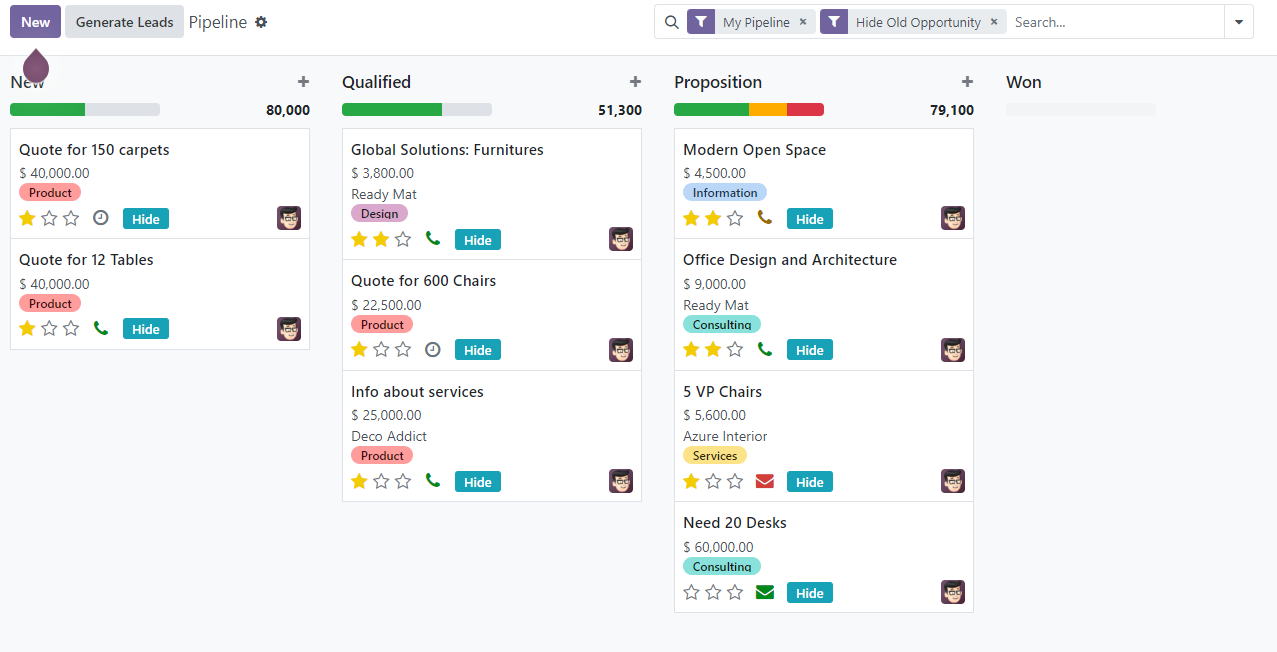 New Generate Leads Pipeline My Pipeline × Hide Old Opportunity × Search...
New
80,000
Quote for 150 carpets
$ 40,000.00
Product
Hide
Quote for 12 Tables
$ 40,000.00
Product
Hide
Qualified
51,300
Global Solutions: Furnitures
$ 3,800.00
Ready Mat
Design
Hide
Quote for 600 Chairs
$ 22,500.00
Product
Hide
Info about services
$ 25,000.00
Deco Addict
Product
Hide
Proposition
79,100
Modern Open Space
$ 4,500.00
Information
Hide
Office Design and Architecture
$ 9,000.00
Ready Mat
Consulting
Hide
5 VP Chairs
$ 5,600.00
Azure Interior
Services
Hide
Need 20 Desks
$ 60,000.00
Consulting
Hide
Won